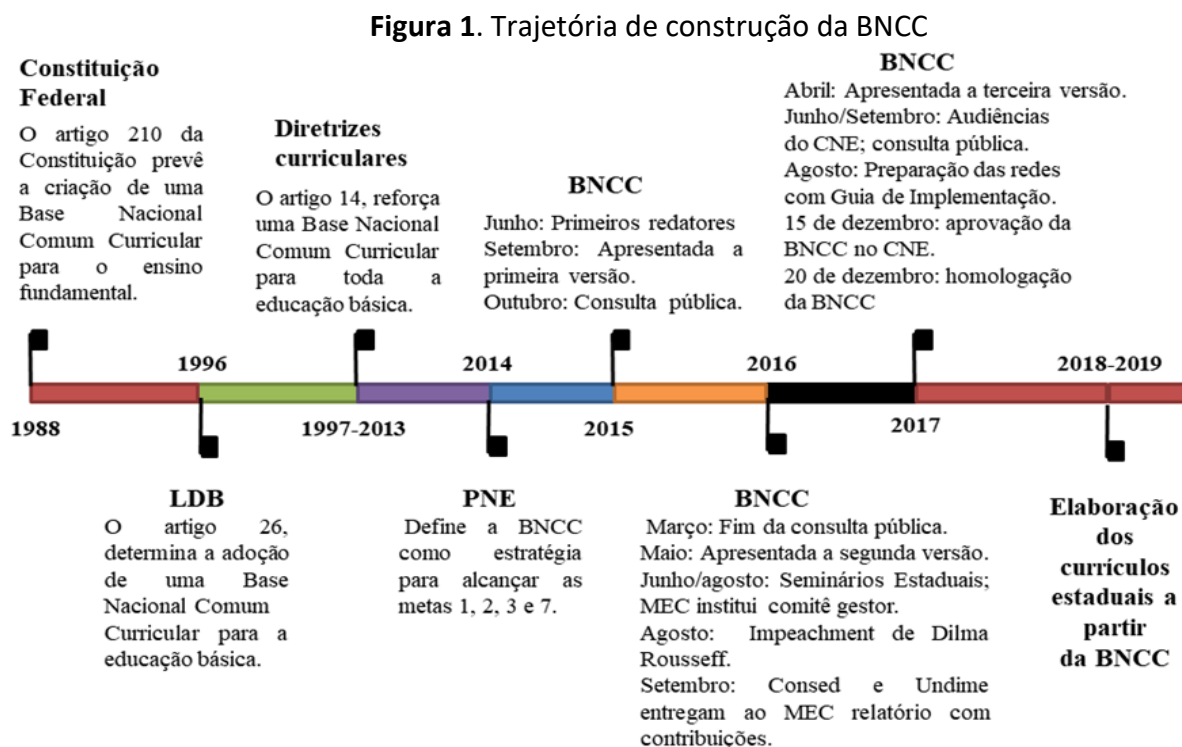 Figura 1. Trajetória de construção da BNCC
Constituição
Federal
O artigo 210 da
Constituição prevê
a criação de uma
Base Nacional
Comum Curricular
para o ensino
fundamental.
Diretrizes
curriculares
O artigo 14, reforça
uma Base Nacional
Comum Curricular
para toda a
educação básica.
BNCC
Junho: Primeiros redatores
Setembro: Apresentada a
primeira versão.
Outubro: Consulta pública.
BNCC
Abril: Apresentada a terceira versão.
Junho/Setembro: Audiências
do CNE; consulta pública.
Agosto: Preparação das redes
com Guia de Implementação.
15 de dezembro: aprovação da
BNCC no CNE.
20 de dezembro: homologação
da BNCC
1996
2014
2016
2018-2019
1988
1997-2013
2015
2017
LDB
O artigo 26,
determina a adoção
de uma Base
Nacional Comum
Curricular para a
educação básica.
PNE
Define a BNCC
como estratégia
para alcançar as
metas 1, 2, 3 e 7.
BNCC
Março: Fim da consulta pública.
Maio: Apresentada a segunda versão.
Junho/agosto: Seminários Estaduais;
MEC institui comitê gestor.
Agosto: Impeachment de Dilma
Rousseff.
Setembro: Consed e Undime
entregam ao MEC relatório com
contribuições.
Elaboração
dos
currículos
estaduais a
partir
da BNCC